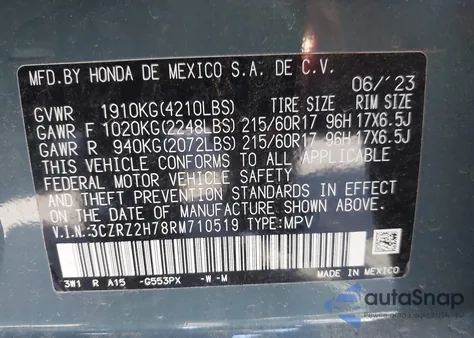 MFD.BY HONDA DE MEXICO S.A. DE C.V.
06/'23
GVWR 1910KG(4210LBS) TIRE SIZE RIM SIZE
GAWR F 1020KG(2248LBS) 215/60R17 96H 17X6.5J
GAWR R 940KG(2072LBS) 215/60R17 96H 17X6.5J
THIS VEHICLE CONFORMS TO ALL APPLICABLE
FEDERAL MOTOR VEHICLE SAFETY
AND THEFT PREVENTION STANDARDS IN EFFECT
ON THE DATE OF MANUFACTURE SHOWN ABOVE.
V.I.N.:3CZRZ2H78RM710519 TYPE:MPV
3W1 R A15 -G553PX -W-M MADE IN MEXICO
autaSnap